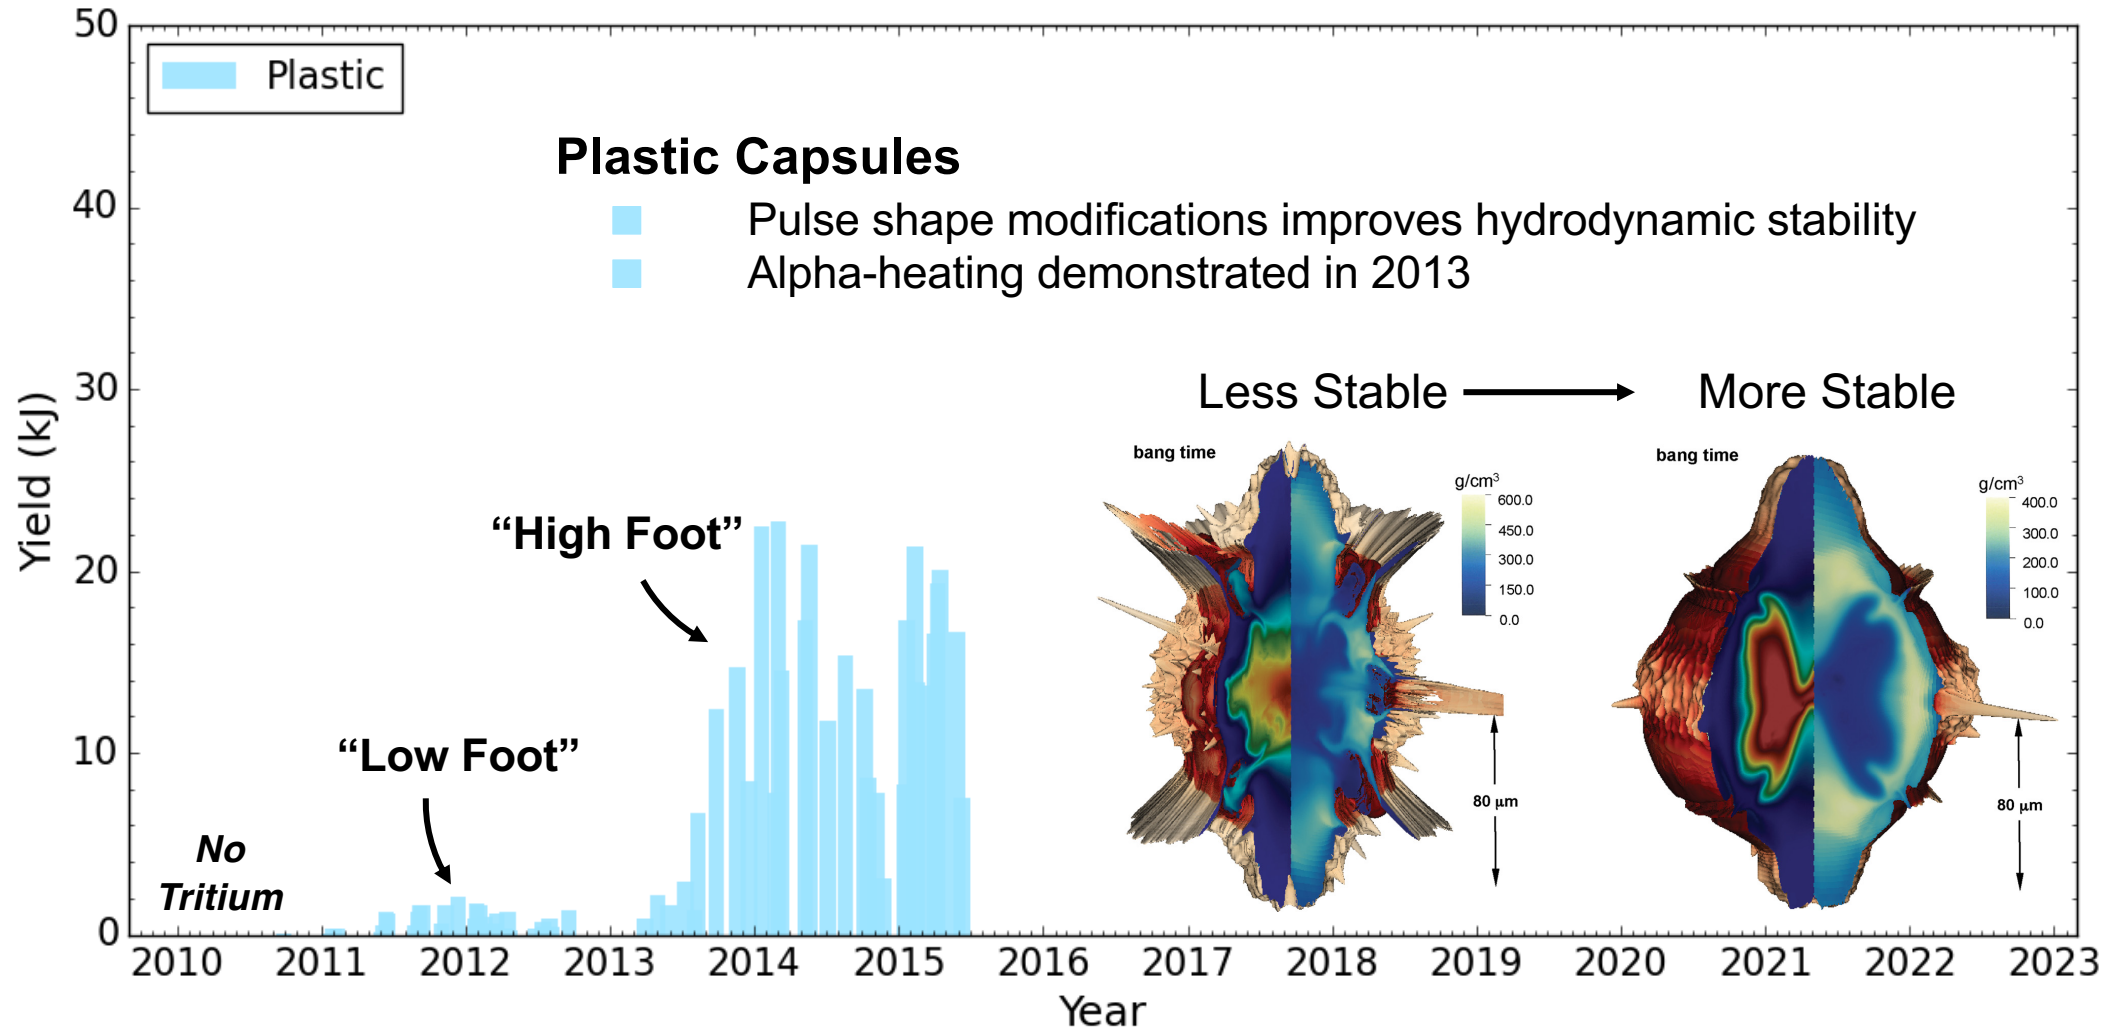 50
40
30
20
10
0
Yield (kJ)
Plastic
Plastic Capsules
Pulse shape modifications improves hydrodynamic stability
Alpha-heating demonstrated in 2013
Less Stable
More Stable
“High Foot”
“Low Foot”
No
Tritium
bang time
g/cm³
600.0
450.0
300.0
150.0
0.0
80 μm
bang time
g/cm³
400.0
300.0
200.0
100.0
0.0
80 μm
2010 2011 2012 2013 2014 2015 2016 2017 2018 2019 2020 2021 2022 2023
Year